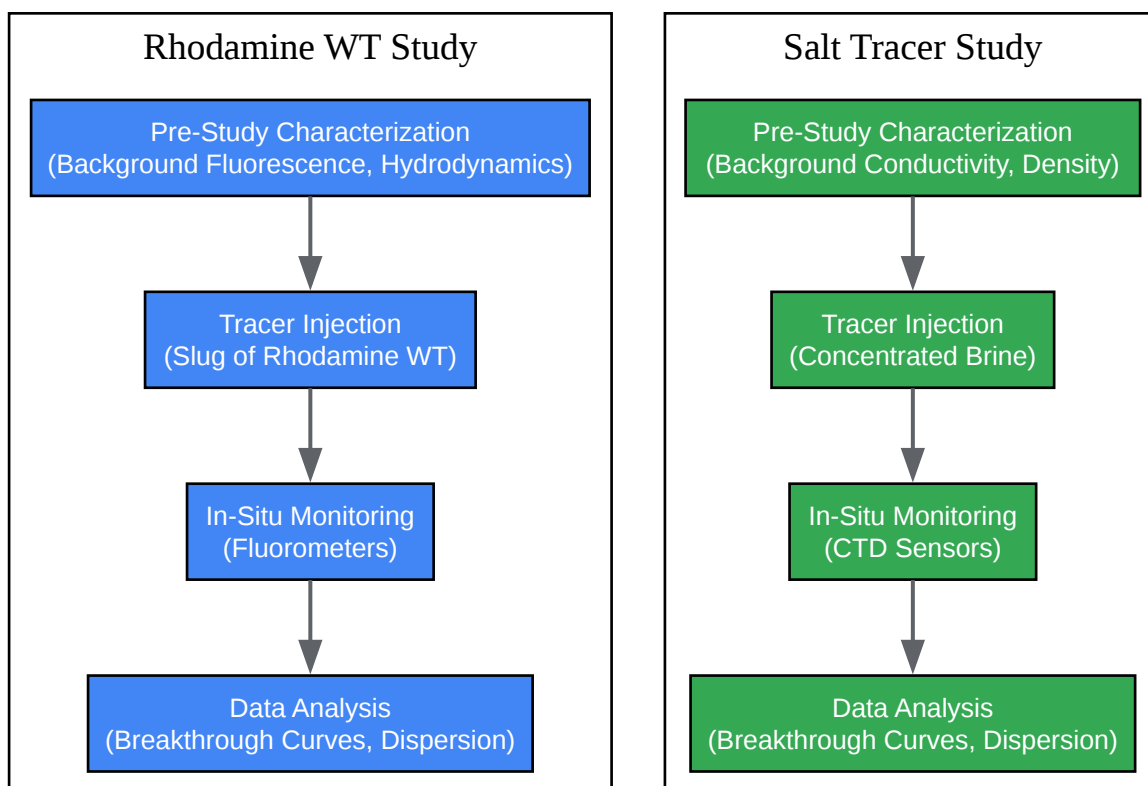 Rhodamine WT Study
Pre-Study Characterization
(Background Fluorescence, Hydrodynamics)
Tracer Injection
(Slug of Rhodamine WT)
In-Situ Monitoring
(Fluorometers)
Data Analysis
(Breakthrough Curves, Dispersion)
Salt Tracer Study
Pre-Study Characterization
(Background Conductivity, Density)
Tracer Injection
(Concentrated Brine)
In-Situ Monitoring
(CTD Sensors)
Data Analysis
(Breakthrough Curves, Dispersion)